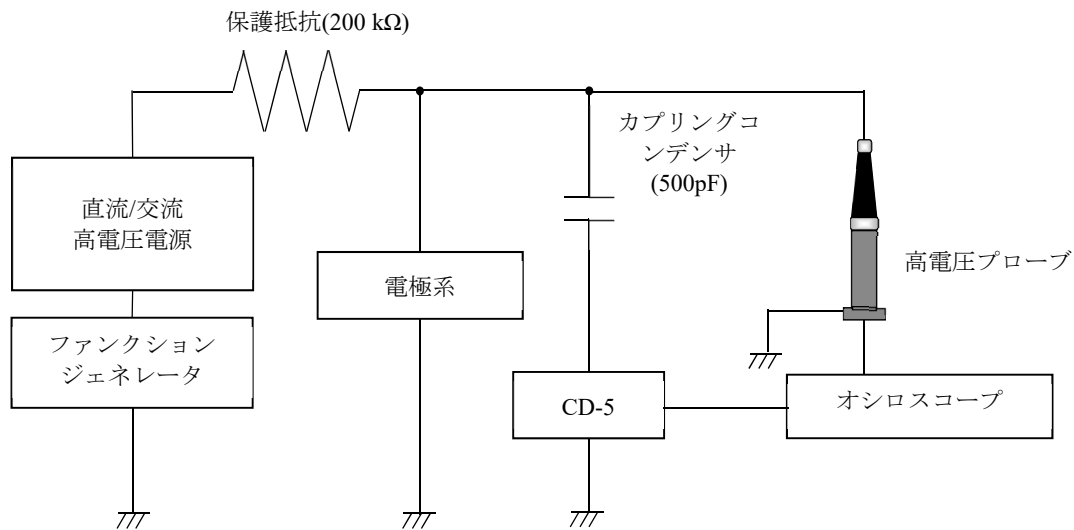 保護抵抗(200 kΩ)
カプリングコ
ンデンサ
(500pF)
直流/交流
高電圧電源
電極系
高電圧プローブ
ファンクション
ジェネレータ
CD-5
オシロスコープ